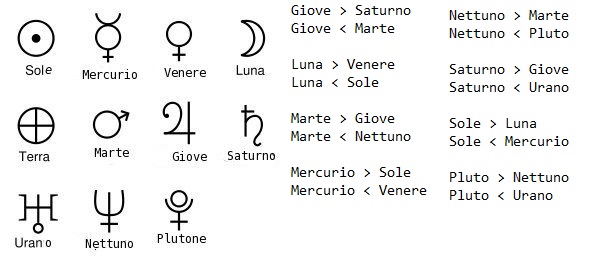 Sole
Mercurio
Venere
Luna
Terra
Marte
Giove
Saturno
Urano
Nettuno
Plutone
Giove > Saturno
Giove < Marte
Luna > Venere
Luna < Sole
Marte > Giove
Marte < Nettuno
Mercurio > Sole
Mercurio < Venere
Nettuno > Marte
Nettuno < Pluto
Saturno > Giove
Saturno < Urano
Sole > Luna
Sole < Mercurio
Pluto > Nettuno
Pluto < Urano